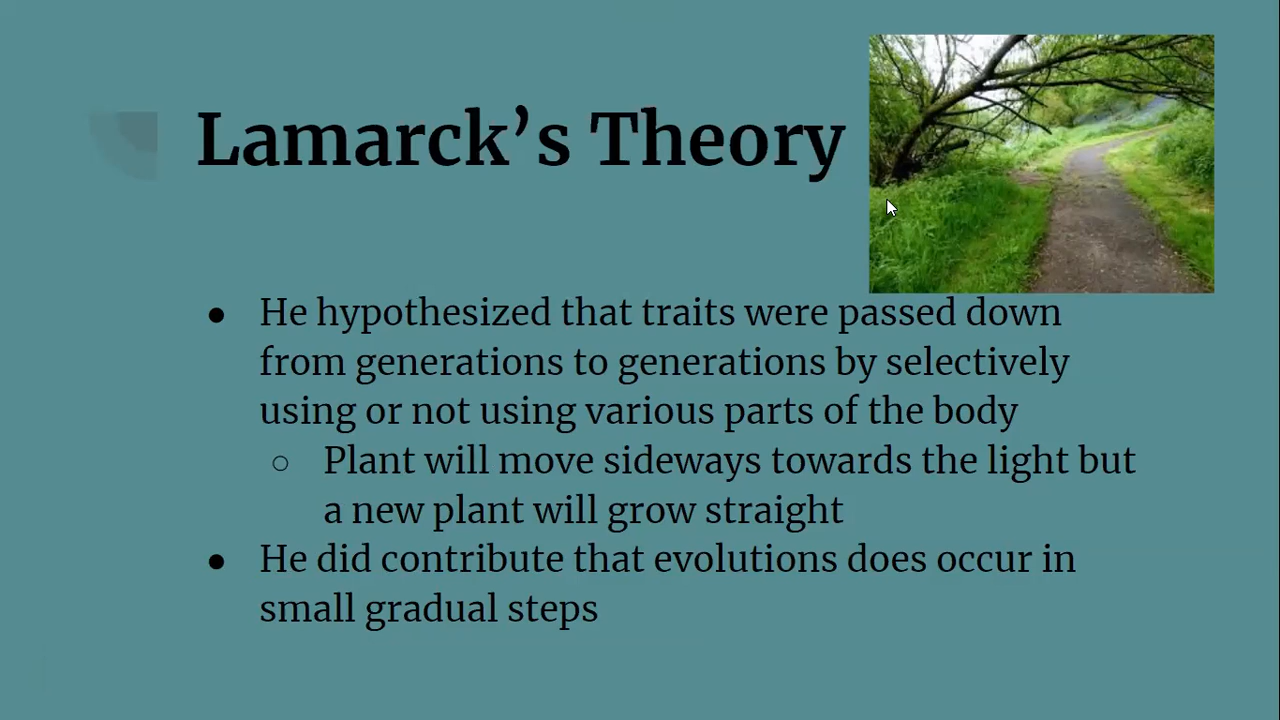 Lamarck’s Theory
● He hypothesized that traits were passed down
from generations to generations by selectively
using or not using various parts of the body
○ Plant will move sideways towards the light but
a new plant will grow straight
● He did contribute that evolutions does occur in
small gradual steps